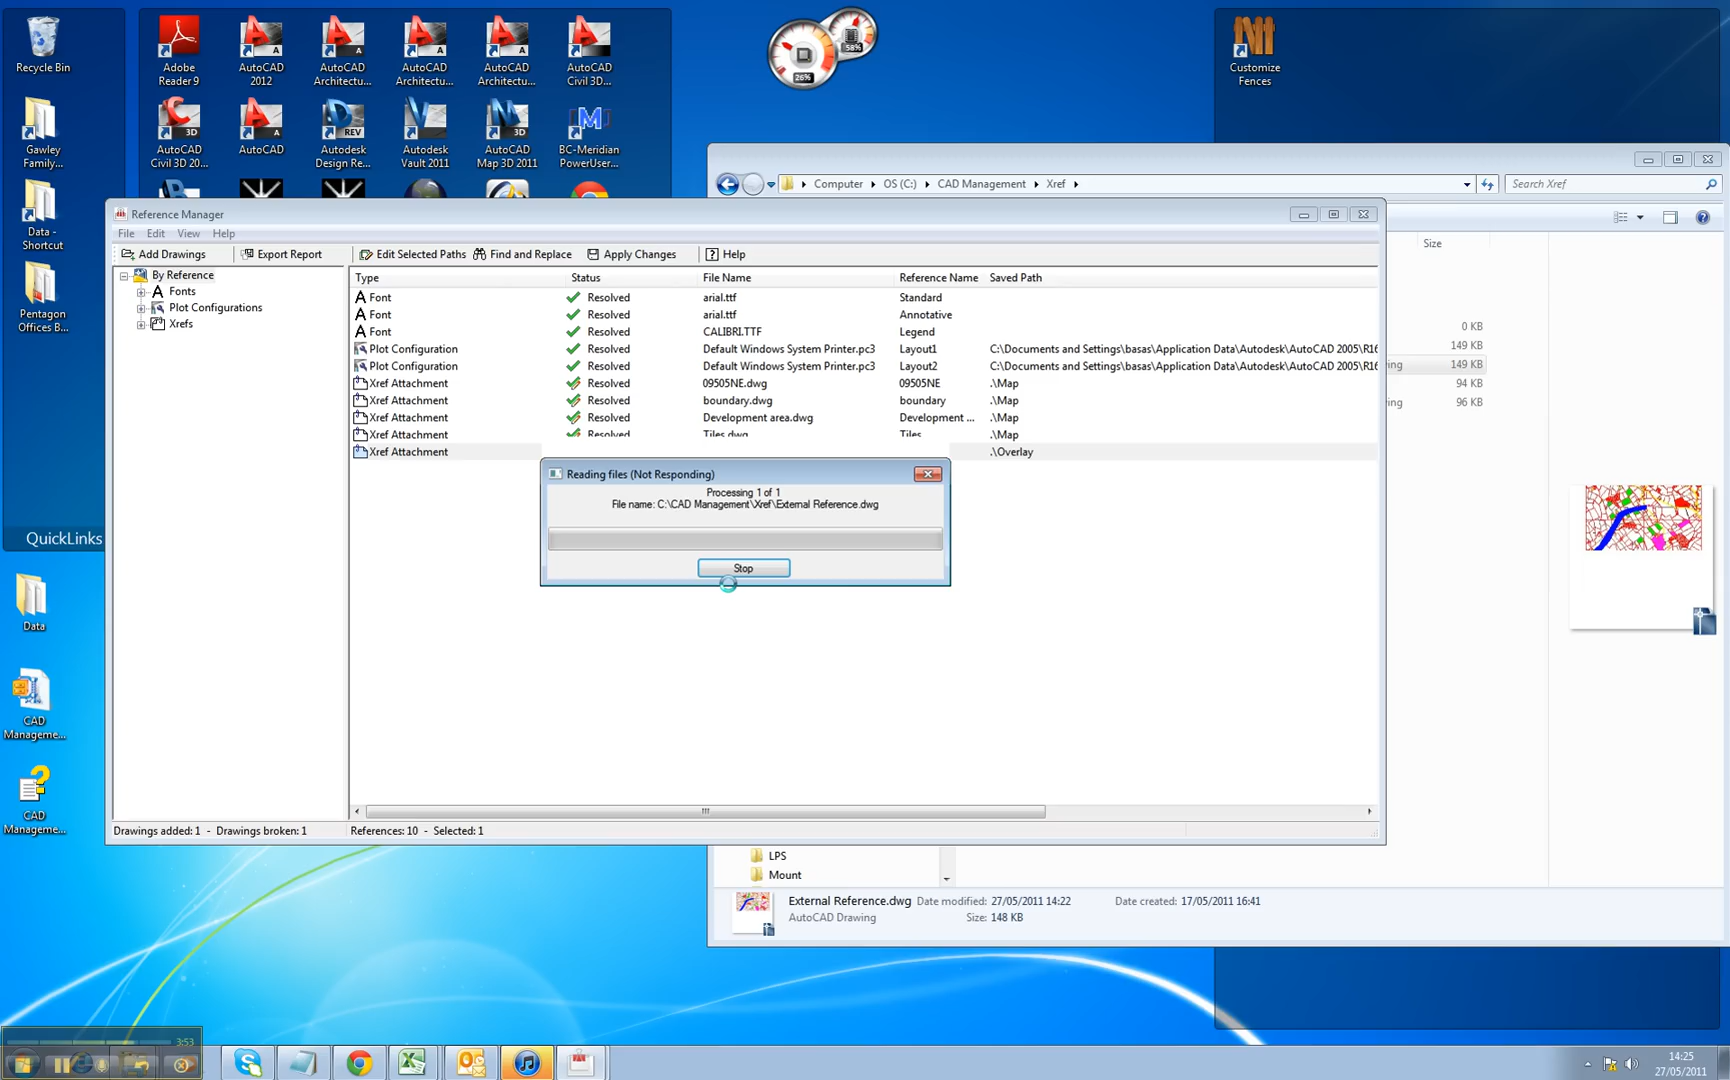 Recycle Bin
Adobe
Reader 9
AutoCAD
2012
AutoCAD
Architectu...
AutoCAD
Architectu...
AutoCAD
Architectu...
AutoCAD
Civil 3D...
26%
58%
Customize
Fences
Gawley
Family...
AutoCAD
Civil 3D 20...
AutoCAD
Autodesk
Design Re...
Autodesk
Vault 2011
AutoCAD
Map 3D 2011
BC-Meridian
PowerUser...
Data -
Shortcut
Pentagon
Offices B...
QuickLinks
Data
CAD
Manageme...
CAD
Manageme...
Computer
OS (C:)
CAD Management
Xref
Search Xref
Size
0 KB
149 KB
ing 149 KB
94 KB
ing 96 KB
Reference Manager
File Edit View Help
Add Drawings Export Report Edit Selected Paths Find and Replace Apply Changes Help
By Reference
Fonts
Plot Configurations
Xrefs
Type Status File Name Reference Name Saved Path
Font Resolved arial.ttf Standard
Font Resolved arial.ttf Annotative
Font Resolved CALIBRI.TTF Legend
Plot Configuration Resolved Default Windows System Printer.pc3 Layout1 C:\Documents and Settings\basas\Application Data\Autodesk\AutoCAD 2005\R16
Plot Configuration Resolved Default Windows System Printer.pc3 Layout2 C:\Documents and Settings\basas\Application Data\Autodesk\AutoCAD 2005\R16
Xref Attachment Resolved 09505NE.dwg 09505NE .\Map
Xref Attachment Resolved boundary.dwg boundary .\Map
Xref Attachment Resolved Development area.dwg Development ... .\Map
Xref Attachment Resolved Tiles.dwg Tiles .\Map
Xref Attachment .\Overlay
Reading files (Not Responding)
Processing 1 of 1
File name: C:\CAD Management\Xref\External Reference.dwg
Stop
Drawings added: 1 - Drawings broken: 1
References: 10 - Selected: 1
LPS
Mount
External Reference.dwg Date modified: 27/05/2011 14:22 Date created: 17/05/2011 16:41
AutoCAD Drawing Size: 148 KB
3:53
14:25
27/05/2011